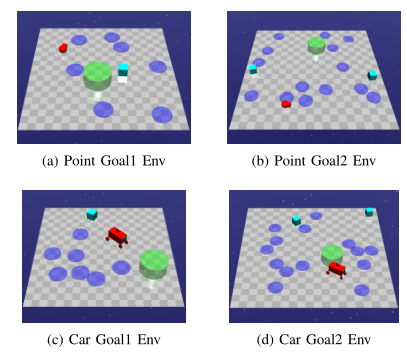 (a) Point Goal1 Env
(b) Point Goal2 Env
(c) Car Goal1 Env
(d) Car Goal2 Env